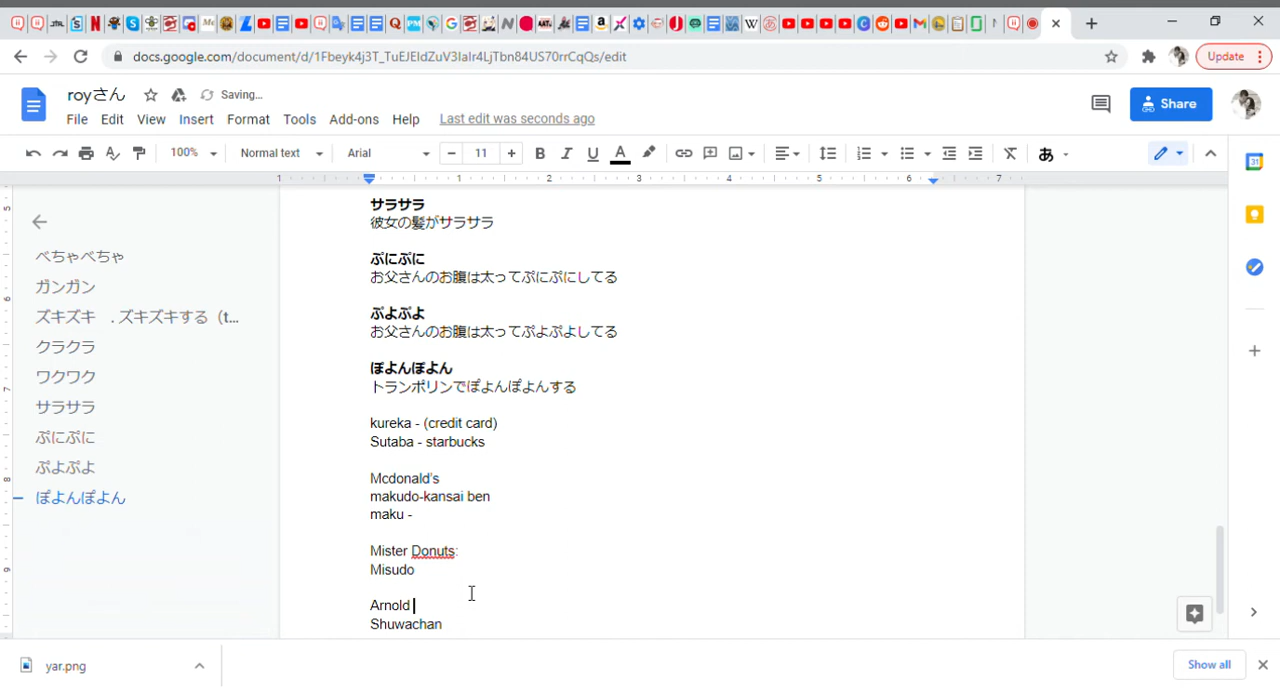 docs.google.com/document/d/1Fbeyk4j3T_TuEJEIdZuV3IaIr4LjTbn84US70rrCqQs/edit
Update
royさん
Saving...
File Edit View Insert Format Tools Add-ons Help Last edit was seconds ago
Share
100% Normal text Arial 11 B I U A あ
1 1 2 3 4 5 6 7
べちゃべちゃ
ガンガン
ズキズキ .ズキズキする（t...
クラクラ
ワクワク
サラサラ
ぷにぷに
ぷよぷよ
ぽよんぽよん
サラサラ
彼女の髪がサラサラ
ぷにぷに
お父さんのお腹は太ってぷにぷにしてる
ぷよぷよ
お父さんのお腹は太ってぷよぷよしてる
ぽよんぽよん
トランポリンでぽよんぽよんする
kureka - (credit card)
Sutaba - starbucks
Mcdonald's
makudo-kansai ben
maku -
Mister Donuts:
Misudo
Arnold
Shuwachan
yar.png
Show all